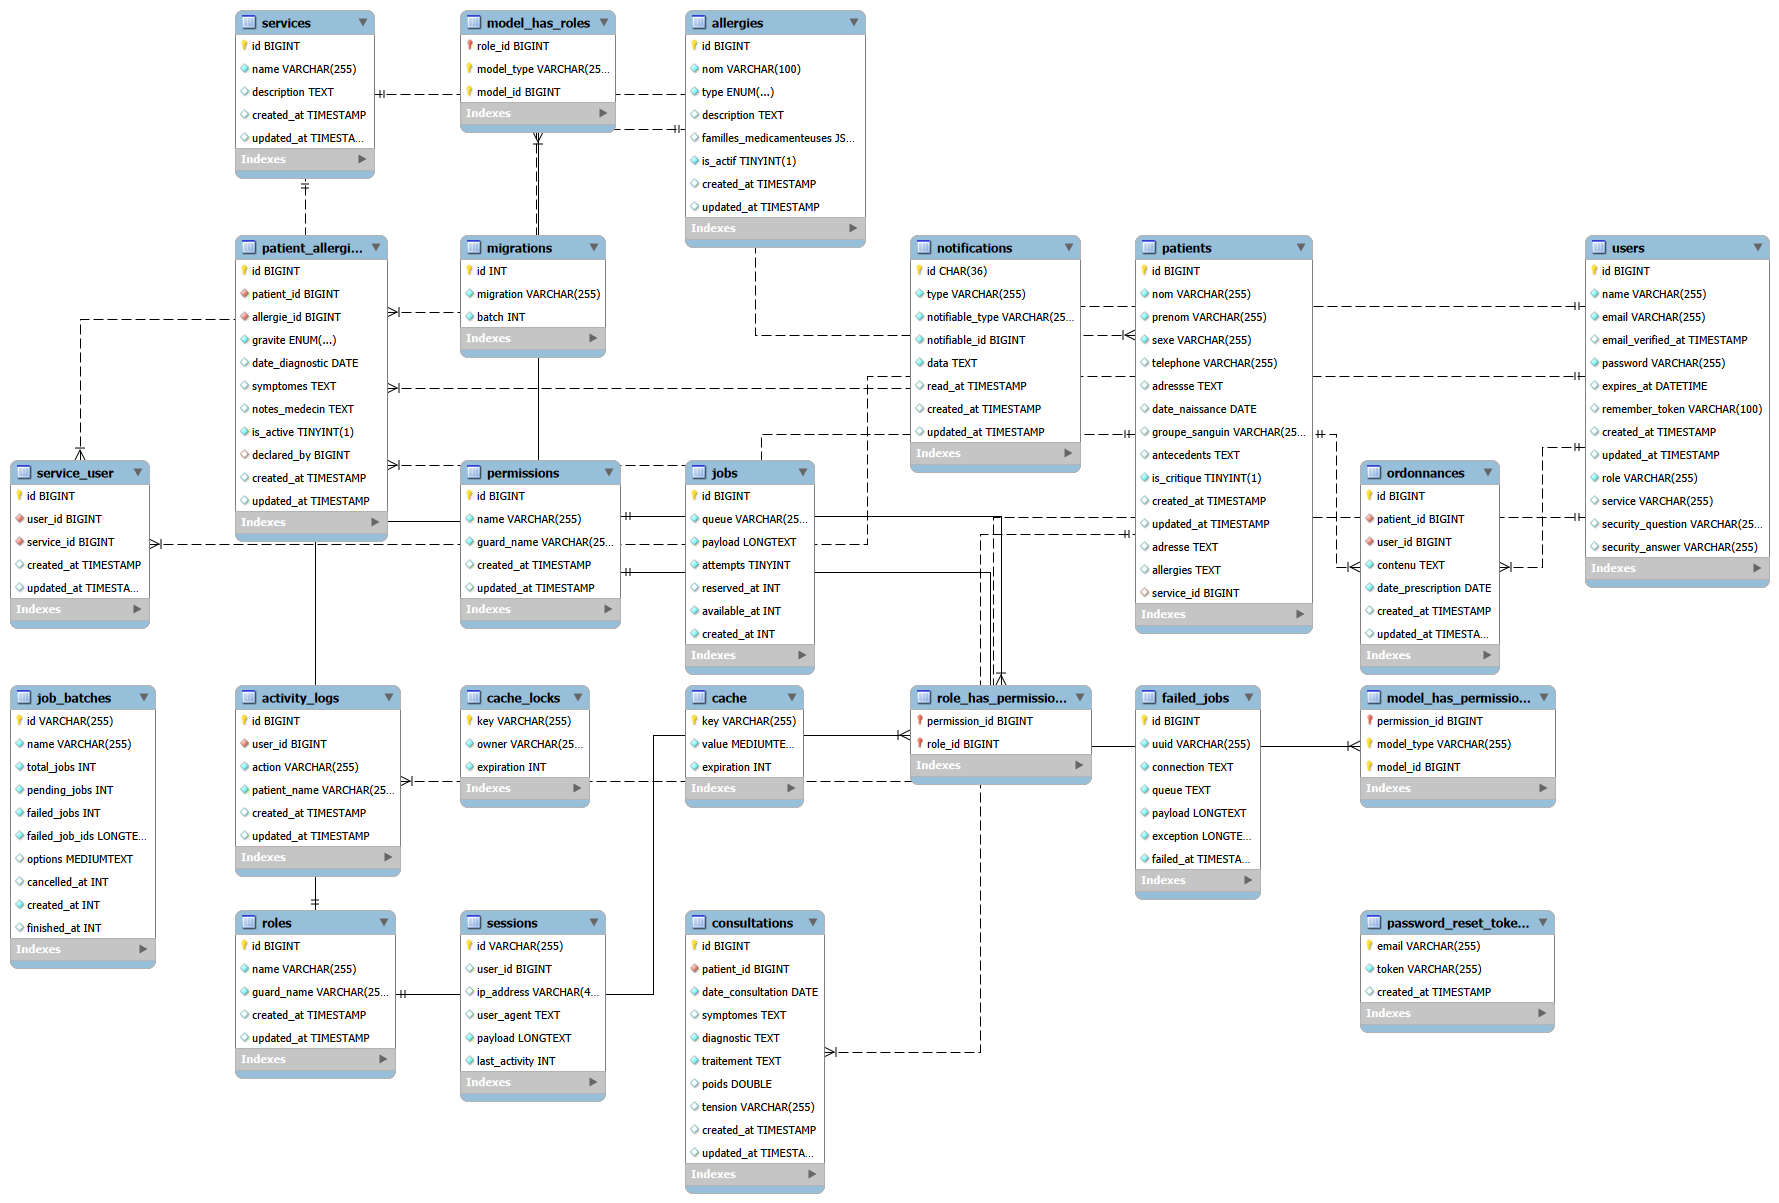 services
id BIGINT
name VARCHAR(255)
description TEXT
created_at TIMESTAMP
updated_at TIMESTA...
Indexes
model_has_roles
role_id BIGINT
model_type VARCHAR(25...
model_id BIGINT
Indexes
allergies
id BIGINT
nom VARCHAR(100)
type ENUM(...)
description TEXT
familles_medicamenteuses JS...
is_actif TINYINT(1)
created_at TIMESTAMP
updated_at TIMESTAMP
Indexes
patient_allergi...
id BIGINT
patient_id BIGINT
allergie_id BIGINT
gravite ENUM(...)
date_diagnostic DATE
symptomes TEXT
notes_medecin TEXT
is_active TINYINT(1)
declared_by BIGINT
created_at TIMESTAMP
updated_at TIMESTAMP
Indexes
migrations
id INT
migration VARCHAR(255)
batch INT
Indexes
notifications
id CHAR(36)
type VARCHAR(255)
notifiable_type VARCHAR(25...
notifiable_id BIGINT
data TEXT
read_at TIMESTAMP
created_at TIMESTAMP
updated_at TIMESTAMP
Indexes
patients
id BIGINT
nom VARCHAR(255)
prenom VARCHAR(255)
sexe VARCHAR(255)
telephone VARCHAR(255)
adressse TEXT
date_naissance DATE
groupe_sanguin VARCHAR(25...
antecedents TEXT
is_critique TINYINT(1)
created_at TIMESTAMP
updated_at TIMESTAMP
adresse TEXT
allergies TEXT
service_id BIGINT
Indexes
users
id BIGINT
name VARCHAR(255)
email VARCHAR(255)
email_verified_at TIMESTAMP
password VARCHAR(255)
expires_at DATETIME
remember_token VARCHAR(100)
created_at TIMESTAMP
updated_at TIMESTAMP
role VARCHAR(255)
service VARCHAR(255)
security_question VARCHAR(25...
security_answer VARCHAR(255)
Indexes
service_user
id BIGINT
user_id BIGINT
service_id BIGINT
created_at TIMESTAMP
updated_at TIMESTA...
Indexes
permissions
id BIGINT
name VARCHAR(255)
guard_name VARCHAR(25...
created_at TIMESTAMP
updated_at TIMESTAMP
Indexes
jobs
id BIGINT
queue VARCHAR(25...
payload LONGTEXT
attempts TINYINT
reserved_at INT
available_at INT
created_at INT
Indexes
ordonnances
id BIGINT
patient_id BIGINT
user_id BIGINT
contenu TEXT
date_prescription DATE
created_at TIMESTAMP
updated_at TIMESTA...
Indexes
job_batches
id VARCHAR(255)
name VARCHAR(255)
total_jobs INT
pending_jobs INT
failed_jobs INT
failed_job_ids LONGTE...
options MEDIUMTEXT
cancelled_at INT
created_at INT
finished_at INT
Indexes
activity_logs
id BIGINT
user_id BIGINT
action VARCHAR(255)
patient_name VARCHAR(25...
created_at TIMESTAMP
updated_at TIMESTAMP
Indexes
cache_locks
key VARCHAR(255)
owner VARCHAR(25...
expiration INT
Indexes
cache
key VARCHAR(255)
value MEDIUMTE...
expiration INT
Indexes
role_has_permissio...
permission_id BIGINT
role_id BIGINT
Indexes
failed_jobs
id BIGINT
uuid VARCHAR(255)
connection TEXT
queue TEXT
payload LONGTEXT
exception LONGTE...
failed_at TIMESTA...
Indexes
model_has_permissio...
permission_id BIGINT
model_type VARCHAR(255)
model_id BIGINT
Indexes
roles
id BIGINT
name VARCHAR(255)
guard_name VARCHAR(25...
created_at TIMESTAMP
updated_at TIMESTAMP
Indexes
sessions
id VARCHAR(255)
user_id BIGINT
ip_address VARCHAR(4...
user_agent TEXT
payload LONGTEXT
last_activity INT
Indexes
consultations
id BIGINT
patient_id BIGINT
date_consultation DATE
symptomes TEXT
diagnostic TEXT
traitement TEXT
poids DOUBLE
tension VARCHAR(255)
created_at TIMESTAMP
updated_at TIMESTA...
Indexes
password_reset_toke...
email VARCHAR(255)
token VARCHAR(255)
created_at TIMESTAMP
Indexes